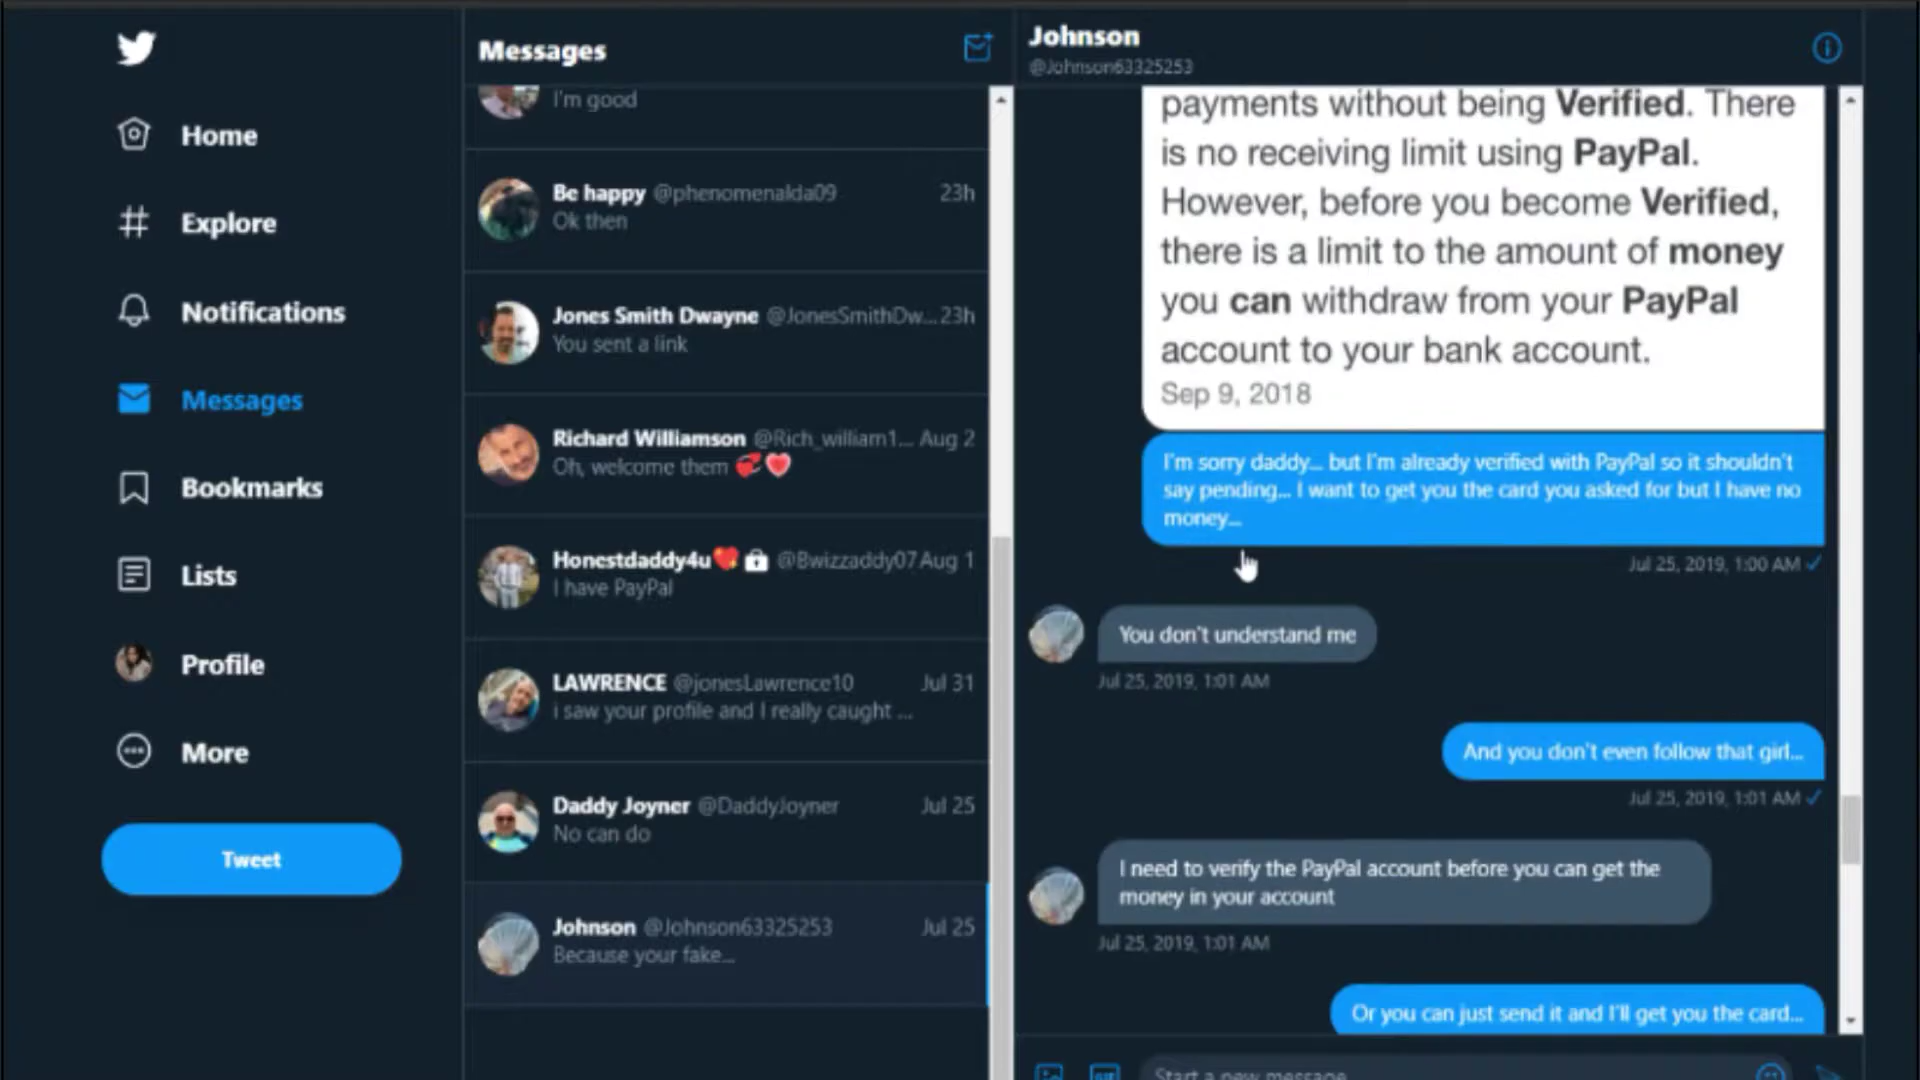 Home
Explore
Notifications
Messages
Bookmarks
Lists
Profile
More
Tweet
Messages
I'm good
Be happy @phenomenalda09 23h
Ok then
Jones Smith Dwayne @JonesSmithDw... 23h
You sent a link
Richard Williamson @Rich_william1... Aug 2
Oh, welcome them 💞💗
Honestdaddy4u💖 @Bwizzaddy07 Aug 1
I have PayPal
LAWRENCE @jonesLawrence10 Jul 31
i saw your profile and I really caught ...
Daddy Joyner @DaddyJoyner Jul 25
No can do
Johnson @Johnson63325253 Jul 25
Because your fake...
Johnson
@Johnson63325253
payments without being Verified. There
is no receiving limit using PayPal.
However, before you become Verified,
there is a limit to the amount of money
you can withdraw from your PayPal
account to your bank account.
Sep 9, 2018
I'm sorry daddy... but I'm already verified with PayPal so it shouldn't
say pending... I want to get you the card you asked for but I have no
money...
Jul 25, 2019, 1:00 AM ✓
You don't understand me
Jul 25, 2019, 1:01 AM
And you don't even follow that girl...
Jul 25, 2019, 1:01 AM ✓
I need to verify the PayPal account before you can get the
money in your account
Jul 25, 2019, 1:01 AM
Or you can just send it and I'll get you the card...
GIF
Start a new message